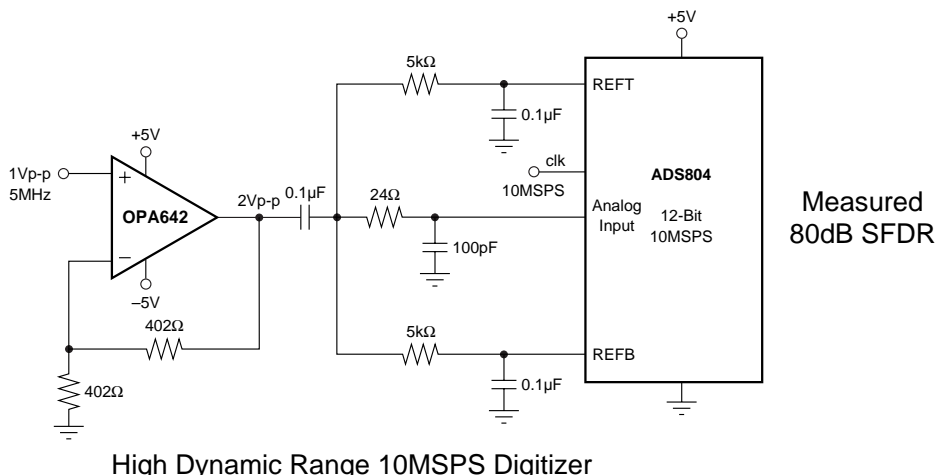 +5V
5kΩ
REFT
0.1µF
+5V
1Vp-p
5MHz
+
OPA642
–
–5V
2Vp-p
0.1µF
clk
10MSPS
24Ω
100pF
Analog
Input
ADS804
12-Bit
10MSPS
Measured
80dB SFDR
402Ω
402Ω
5kΩ
REFB
0.1µF
High Dynamic Range 10MSPS Digitizer